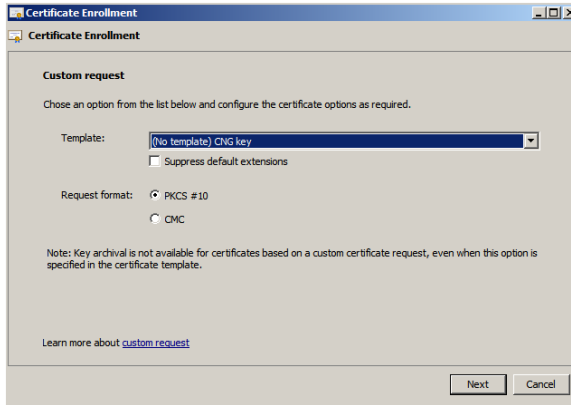 Certificate Enrollment
Certificate Enrollment
Custom request
Chose an option from the list below and configure the certificate options as required.
Template: (No template) CNG key
Suppress default extensions
Request format: PKCS #10
CMC
Note: Key archival is not available for certificates based on a custom certificate request, even when this option is
specified in the certificate template.
Learn more about custom request
Next Cancel